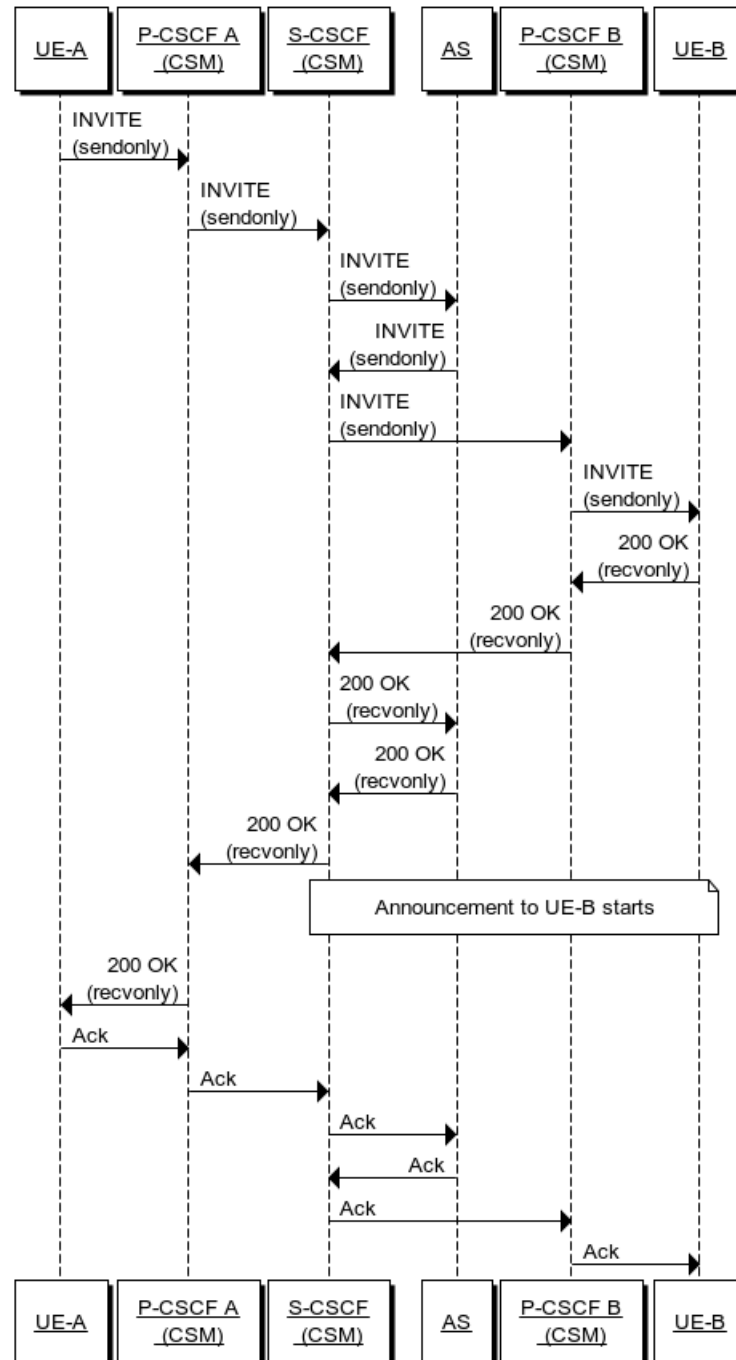 UE-A
P-CSCF A
(CSM)
S-CSCF
(CSM)
AS
P-CSCF B
(CSM)
UE-B
INVITE
(sendonly)
INVITE
(sendonly)
INVITE
(sendonly)
INVITE
(sendonly)
INVITE
(sendonly)
INVITE
(sendonly)
200 OK
(recvonly)
200 OK
(recvonly)
200 OK
(recvonly)
200 OK
(recvonly)
200 OK
(recvonly)
Announcement to UE-B starts
200 OK
(recvonly)
Ack
Ack
Ack
Ack
Ack
Ack
UE-A
P-CSCF A
(CSM)
S-CSCF
(CSM)
AS
P-CSCF B
(CSM)
UE-B